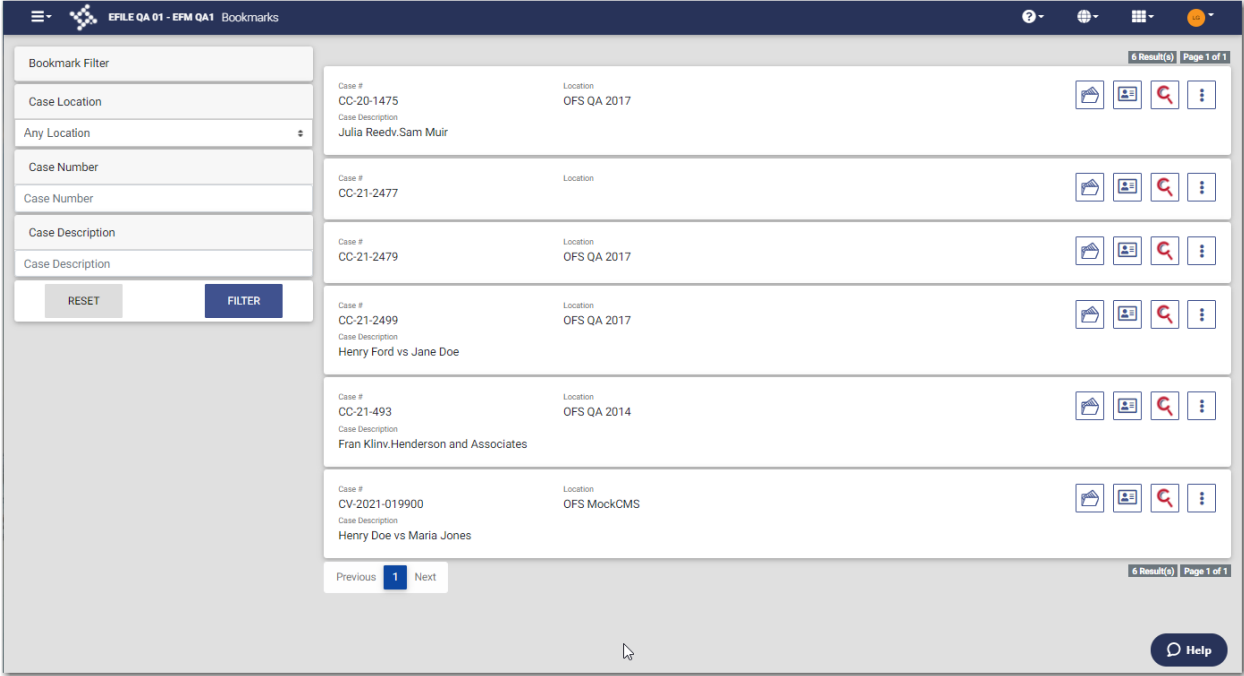 EFILE QA 01 - EFM QA1 Bookmarks
LG
Bookmark Filter
Case Location
Any Location
Case Number
Case Number
Case Description
Case Description
RESET FILTER
6 Result(s) Page 1 of 1
Case # Location
CC-20-1475 OFS QA 2017
Case Description
Julia Reedv.Sam Muir
Case # Location
CC-21-2477
Case # Location
CC-21-2479 OFS QA 2017
Case # Location
CC-21-2499 OFS QA 2017
Case Description
Henry Ford vs Jane Doe
Case # Location
CC-21-493 OFS QA 2014
Case Description
Fran Klinv.Henderson and Associates
Case # Location
CV-2021-019900 OFS MockCMS
Case Description
Henry Doe vs Maria Jones
Previous 1 Next
6 Result(s) Page 1 of 1
Help